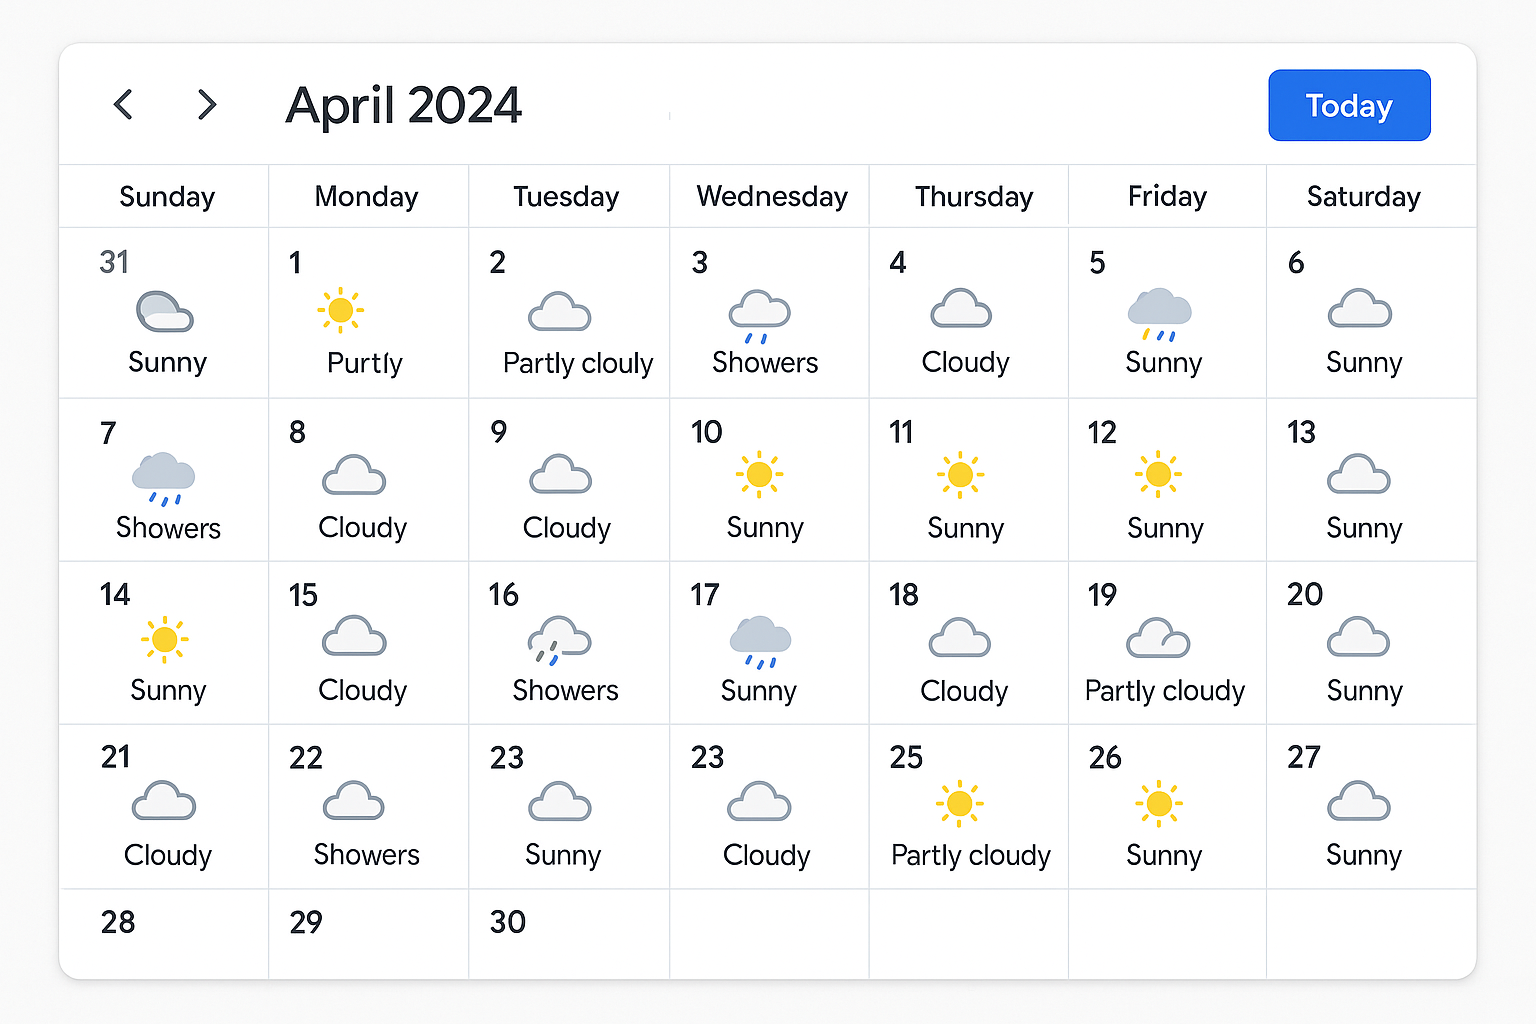 April 2024
Today
Sunday Monday Tuesday Wednesday Thursday Friday Saturday
31 1 2 3 4 5 6
Sunny Purtly Partly clouly Showers Cloudy Sunny Sunny
7 8 9 10 11 12 13
Showers Cloudy Cloudy Sunny Sunny Sunny Sunny
14 15 16 17 18 19 20
Sunny Cloudy Showers Sunny Cloudy Partly cloudy Sunny
21 22 23 23 25 26 27
Cloudy Showers Sunny Cloudy Partly cloudy Sunny Sunny
28 29 30